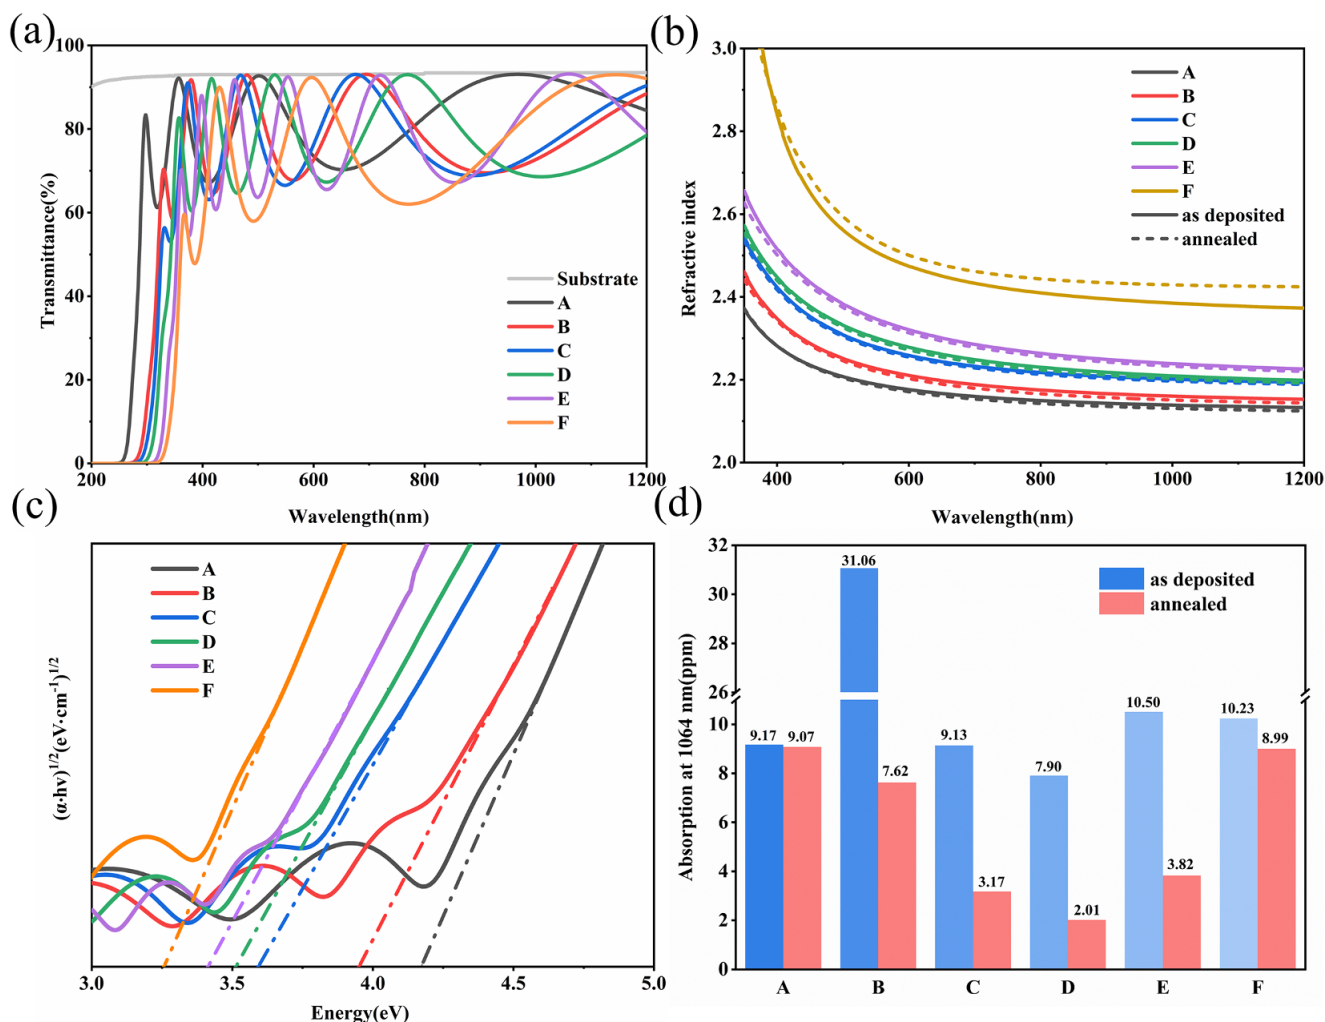 (a)
100
80
60
40
20
0
Transmittance(%)
200
400
600
800
1000
1200
Wavelength(nm)
Substrate
A
B
C
D
E
F
(b)
3.0
2.8
2.6
2.4
2.2
2.0
Refractive index
400
600
800
1000
1200
Wavelength(nm)
A
B
C
D
E
F
as deposited
annealed
(c)
(α·hν)^1/2(eV·cm^-1)^1/2
A
B
C
D
E
F
3.0
3.5
4.0
4.5
5.0
Energy(eV)
(d)
32
30
28
26
10
8
6
4
2
0
Absorption at 1064 nm(ppm)
as deposited
annealed
9.17
9.07
31.06
7.62
9.13
3.17
7.90
2.01
10.50
3.82
10.23
8.99
A
B
C
D
E
F